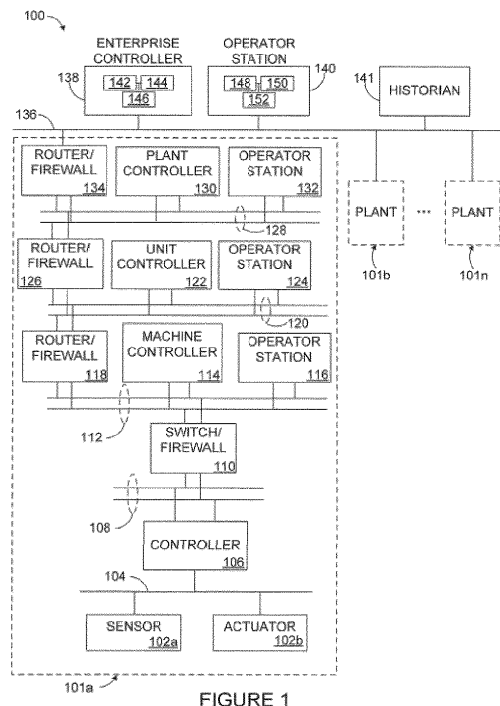 100
ENTERPRISE
CONTROLLER
138
142
144
146
OPERATOR
STATION
148
150
152
140
141
HISTORIAN
136
ROUTER/
FIREWALL
134
PLANT
CONTROLLER
130
OPERATOR
STATION
132
128
PLANT
...
PLANT
101b
101n
ROUTER/
FIREWALL
126
UNIT
CONTROLLER
122
OPERATOR
STATION
124
120
ROUTER/
FIREWALL
118
MACHINE
CONTROLLER
114
OPERATOR
STATION
116
112
SWITCH/
FIREWALL
110
108
CONTROLLER
106
104
SENSOR
102a
ACTUATOR
102b
101a
FIGURE 1